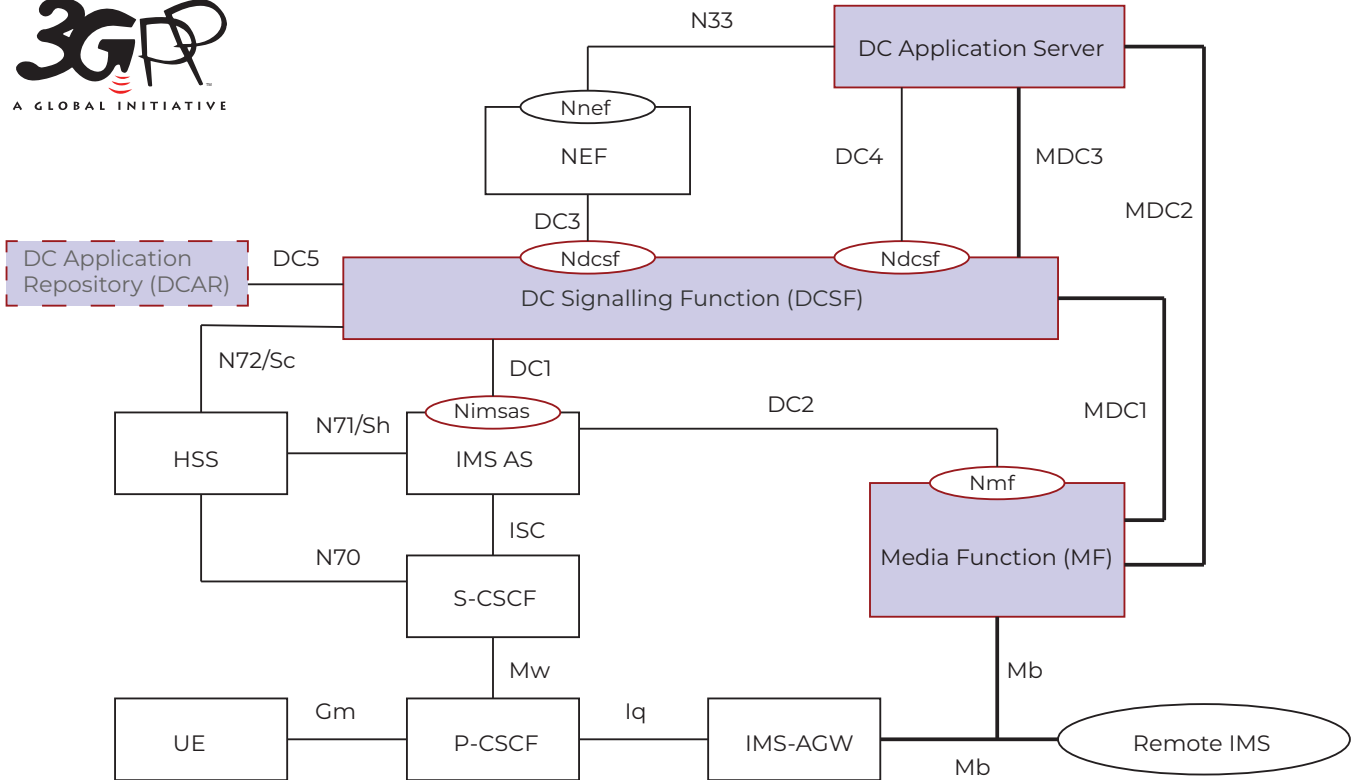 3GPP
™
A GLOBAL INITIATIVE
N33
DC Application Server
Nnef
NEF
DC4
MDC3
MDC2
DC3
DC Application
Repository (DCAR)
DC5
Ndcsf
Ndcsf
DC Signalling Function (DCSF)
N72/Sc
DC1
DC2
MDC1
Nimsas
N71/Sh
HSS
IMS AS
Nmf
ISC
N70
Media Function (MF)
S-CSCF
Mw
Mb
Gm
Iq
UE
P-CSCF
IMS-AGW
Remote IMS
Mb